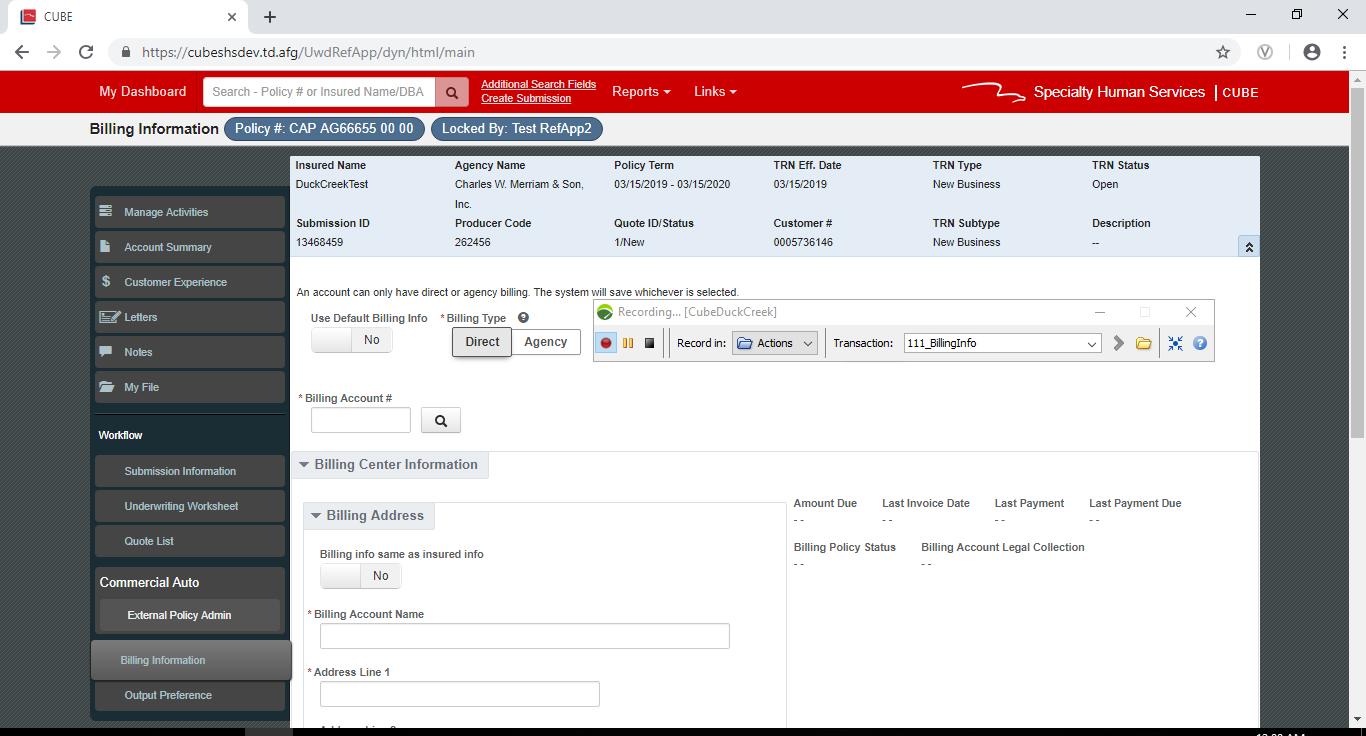 CUBE
https://cubeshsdev.td.afg/UwdRefApp/dyn/html/main
My Dashboard
Search - Policy # or Insured Name/DBA
Additional Search Fields
Create Submission
Reports
Links
Specialty Human Services | CUBE
Billing Information
Policy #: CAP AG66655 00 00
Locked By: Test RefApp2
Insured Name Agency Name Policy Term TRN Eff. Date TRN Type TRN Status
DuckCreekTest Charles W. Merriam & Son, 03/15/2019 - 03/15/2020 03/15/2019 New Business Open
Inc.
Submission ID Producer Code Quote ID/Status Customer # TRN Subtype Description
13468459 262456 1/New 0005736146 New Business --
Manage Activities
Account Summary
$ Customer Experience
Letters
Notes
My File
Workflow
Submission Information
Underwriting Worksheet
Quote List
Commercial Auto
External Policy Admin
Billing Information
Output Preference
An account can only have direct or agency billing. The system will save whichever is selected.
Use Default Billing Info * Billing Type
No Direct Agency
Recording... [CubeDuckCreek]
Record in: Actions Transaction: 111_BillingInfo
* Billing Account #
Billing Center Information
Billing Address
Billing info same as insured info
No
* Billing Account Name
* Address Line 1
Amount Due Last Invoice Date Last Payment Last Payment Due
- - - - - - - -
Billing Policy Status Billing Account Legal Collection
- - - -